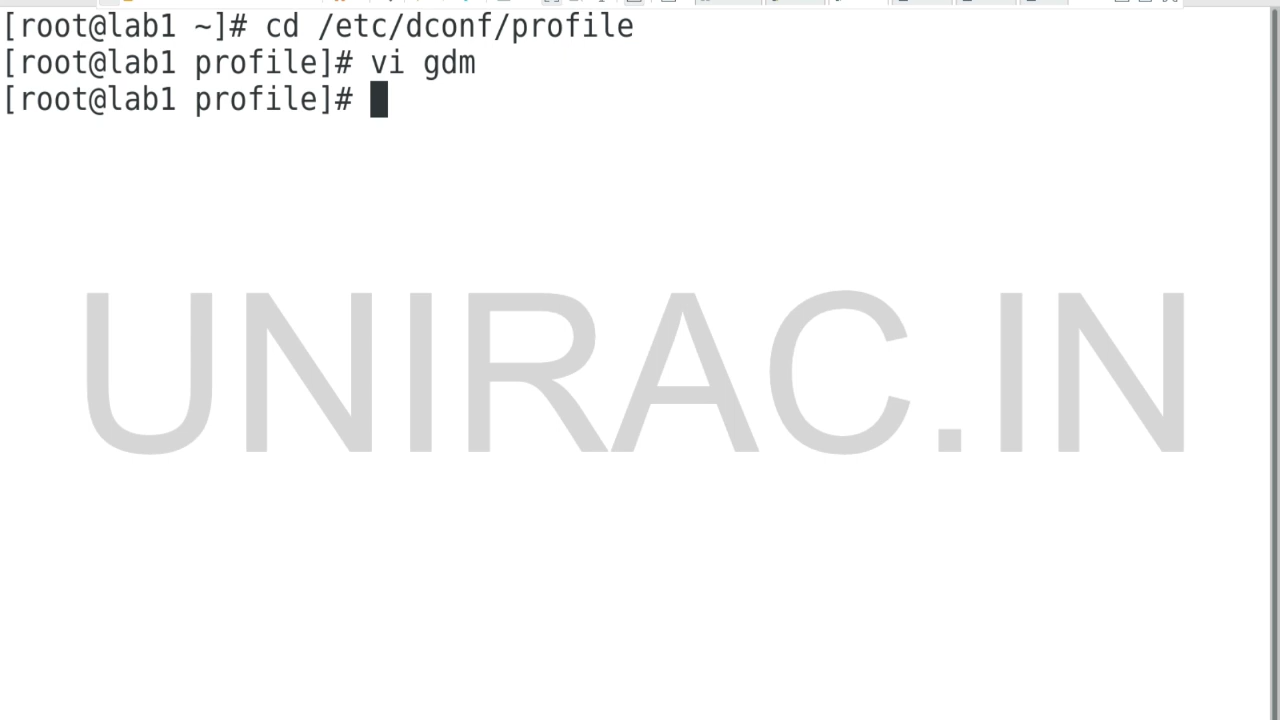 [root@lab1 ~]# cd /etc/dconf/profile
[root@lab1 profile]# vi gdm
[root@lab1 profile]#
UNIRAC.IN